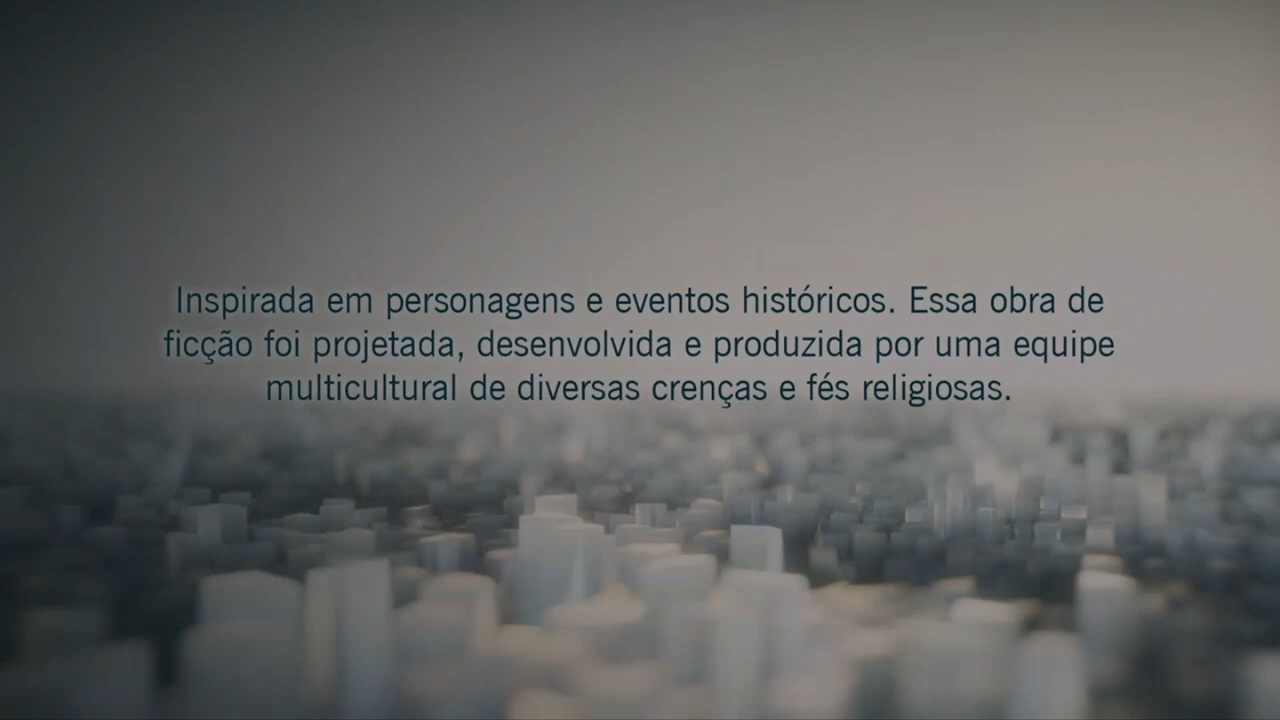 Inspirada em personagens e eventos históricos. Essa obra de
ficção foi projetada, desenvolvida e produzida por uma equipe
multicultural de diversas crenças e fés religiosas.